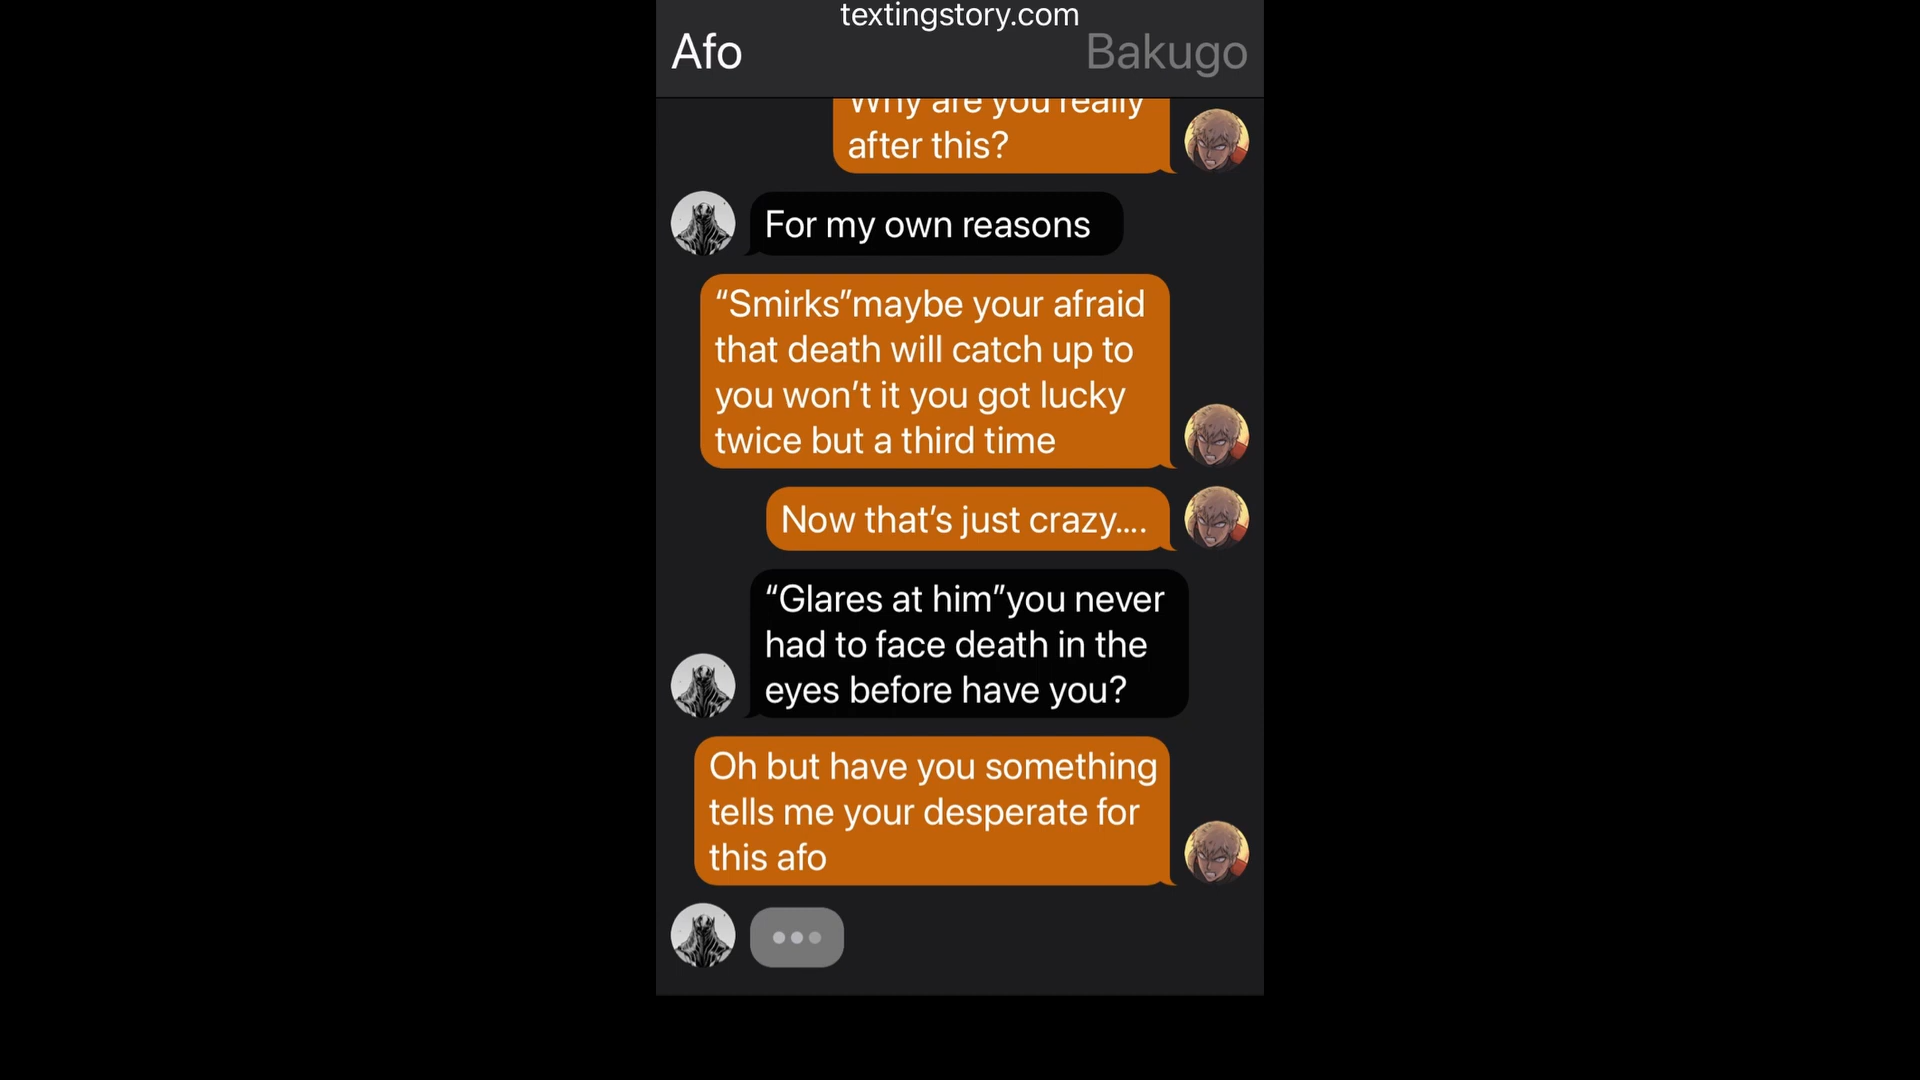 textingstory.com
Afo
Bakugo
Why are you really
after this?
For my own reasons
“Smirks”maybe your afraid
that death will catch up to
you won’t it you got lucky
twice but a third time
Now that’s just crazy....
“Glares at him”you never
had to face death in the
eyes before have you?
Oh but have you something
tells me your desperate for
this afo